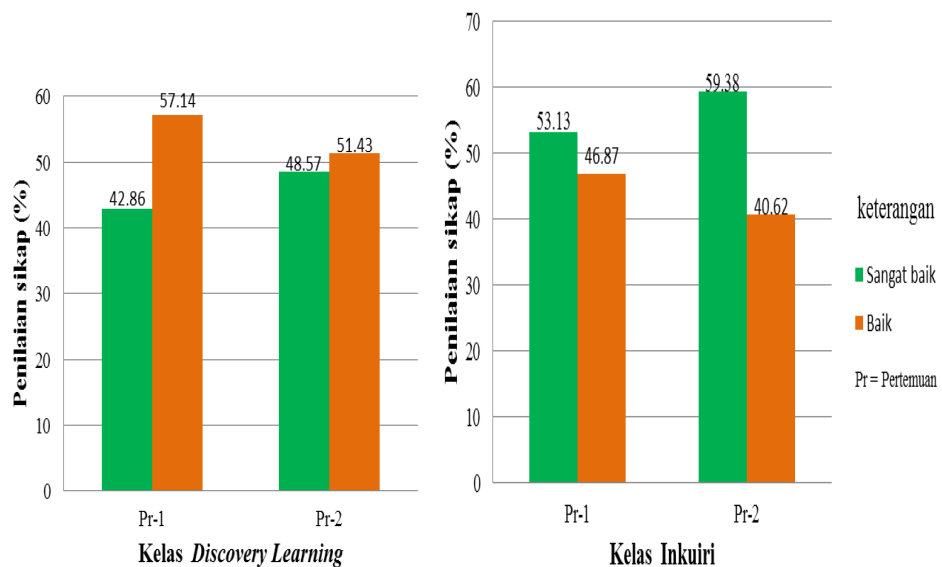 Penilaian sikap (%)
60
50
40
30
20
10
0
42.86
57.14
48.57
51.43
Pr-1
Pr-2
Kelas Discovery Learning
Penilaian sikap (%)
70
60
50
40
30
20
10
0
53.13
46.87
59.38
40.62
Pr-1
Pr-2
Kelas Inkuiri
keterangan
Sangat baik
Baik
Pr = Pertemuan